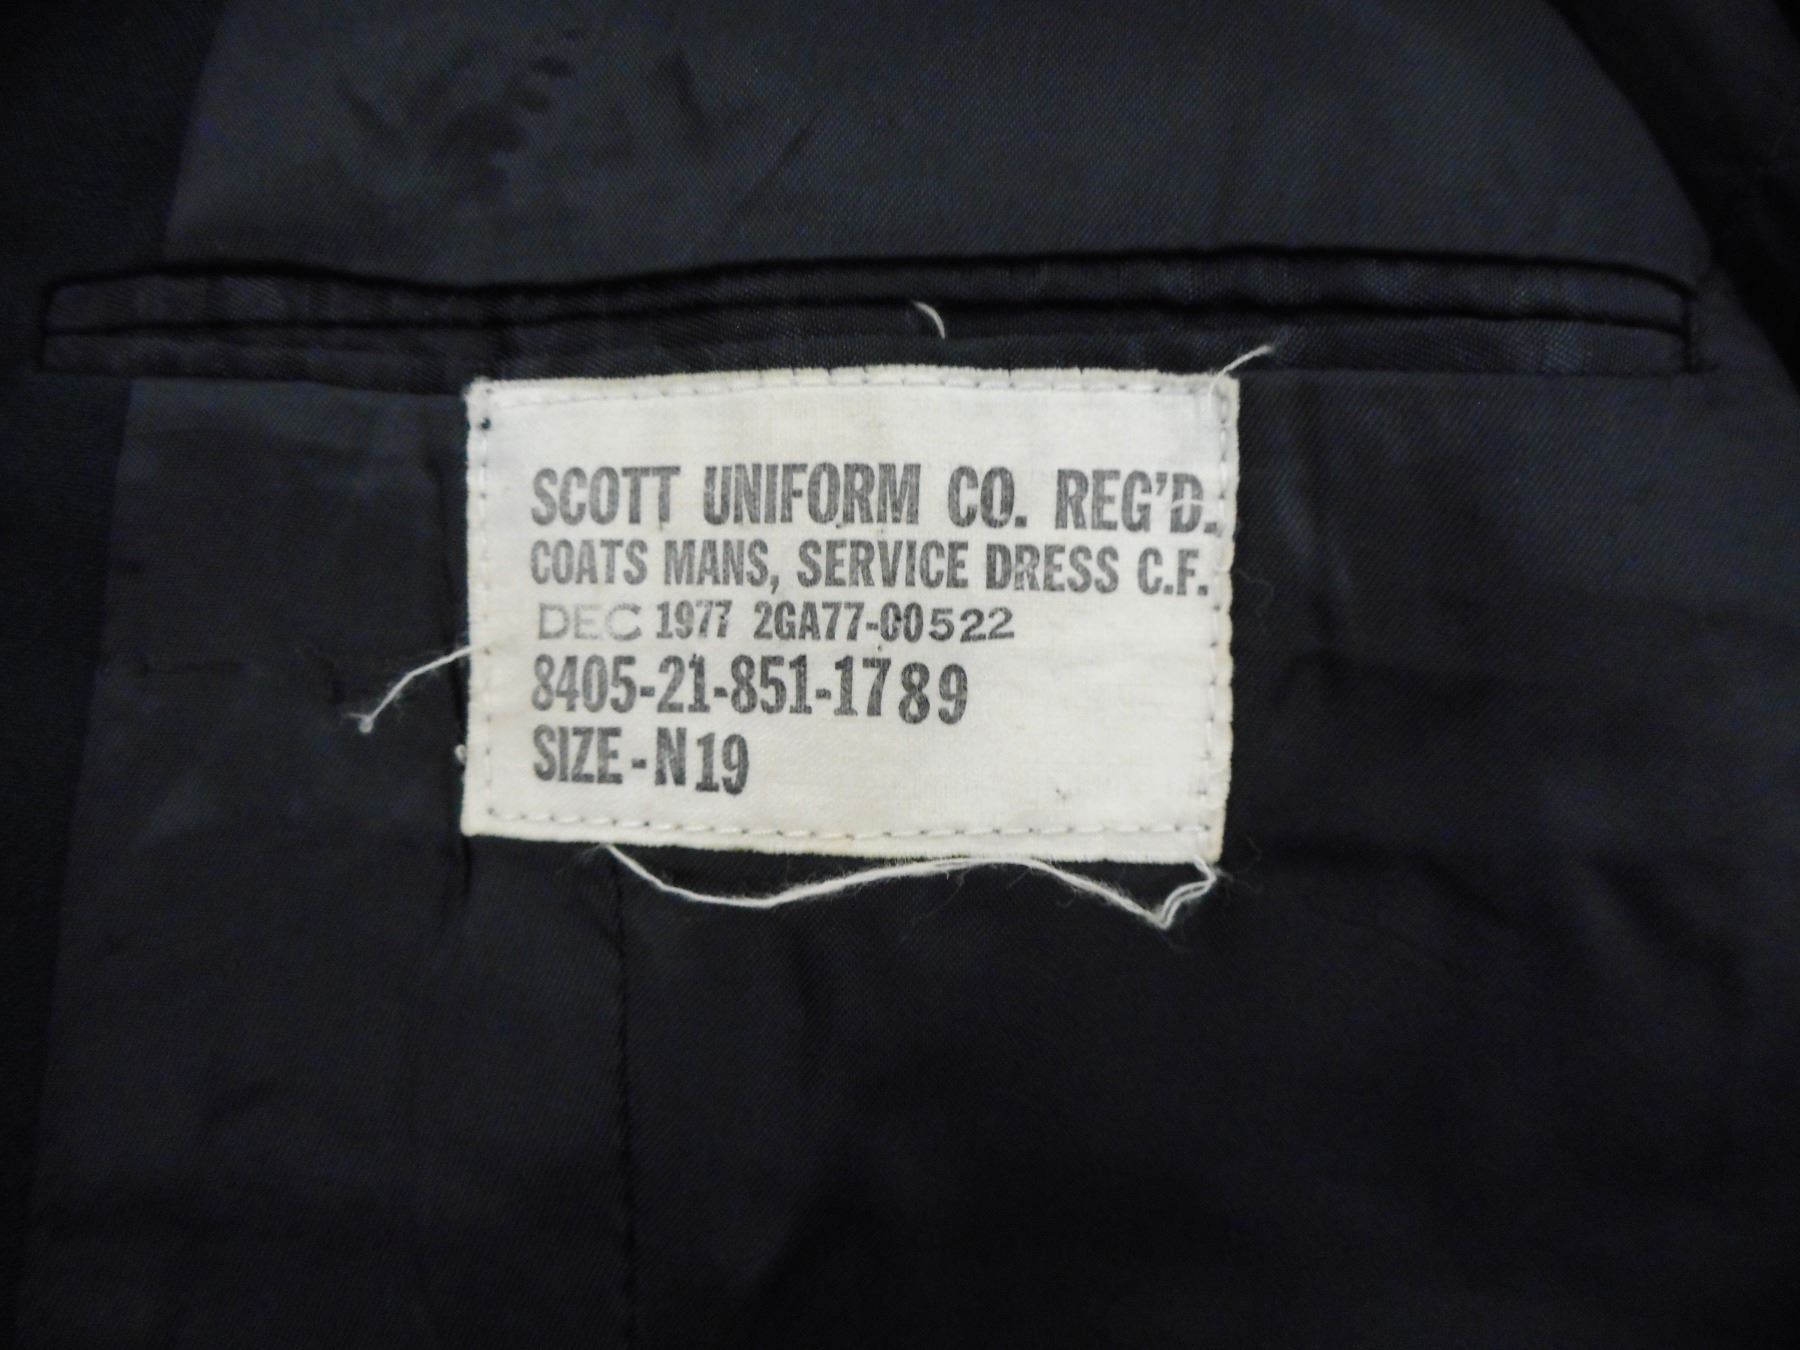 SCOTT UNIFORM CO. REG'D.
COATS MANS, SERVICE DRESS C.F.
DEC 1977 2GA77-00522
8405-21-851-1789
SIZE-N19